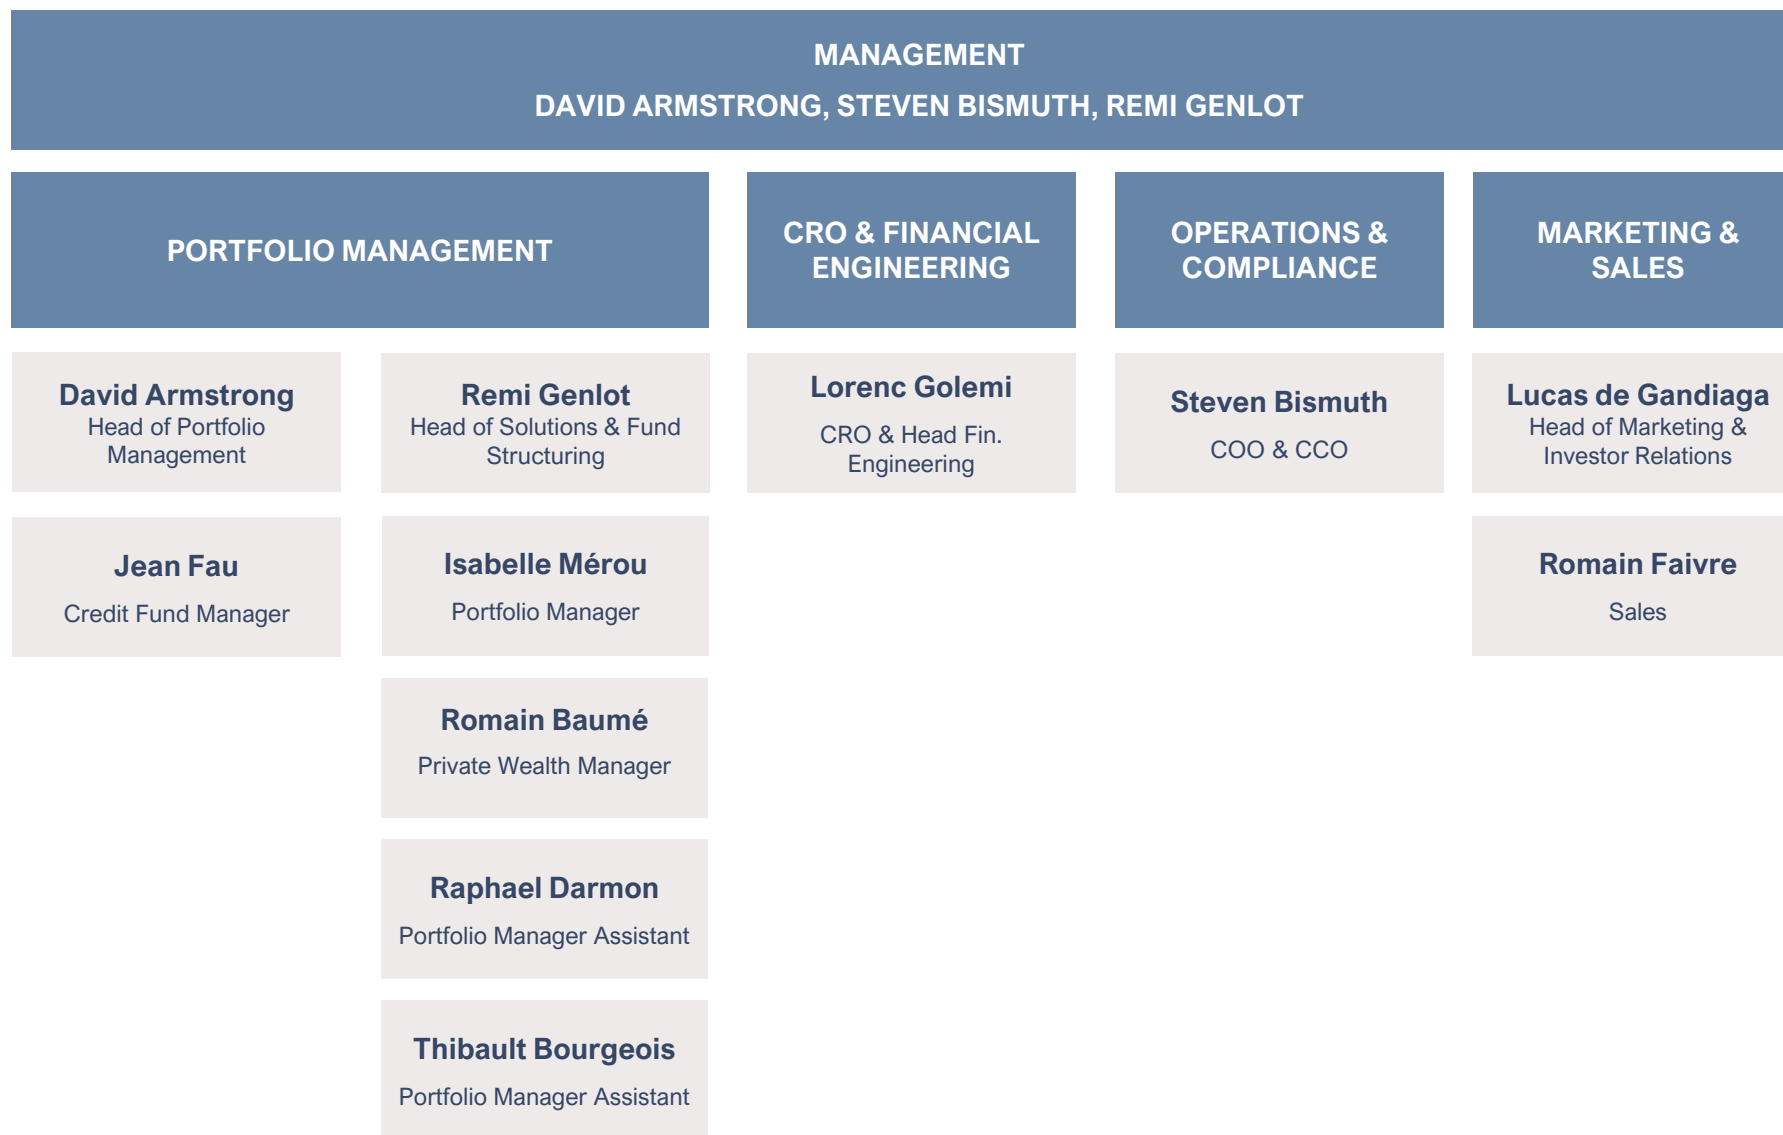 MANAGEMENT
DAVID ARMSTRONG, STEVEN BISMUTH, REMI GENLOT
PORTFOLIO MANAGEMENT
CRO & FINANCIAL
ENGINEERING
OPERATIONS &
COMPLIANCE
MARKETING &
SALES
David Armstrong
Head of Portfolio
Management
Remi Genlot
Head of Solutions & Fund
Structuring
Lorenc Golemi
CRO & Head Fin.
Engineering
Steven Bismuth
COO & CCO
Lucas de Gandiaga
Head of Marketing &
Investor Relations
Jean Fau
Credit Fund Manager
Isabelle Mérou
Portfolio Manager
Romain Faivre
Sales
Romain Baumé
Private Wealth Manager
Raphael Darmon
Portfolio Manager Assistant
Thibault Bourgeois
Portfolio Manager Assistant